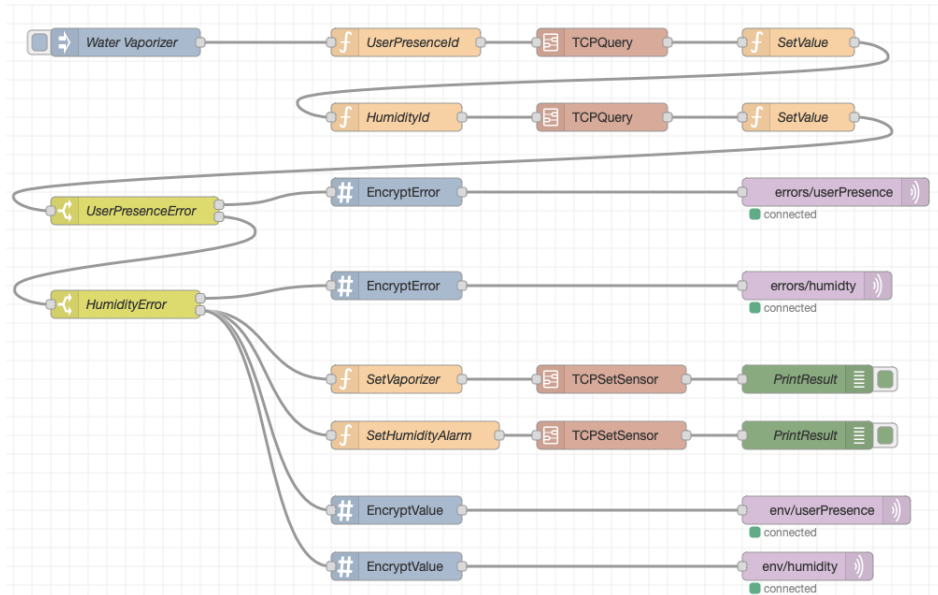 Water Vaporizer
UserPresenceId
TCPQuery
SetValue
HumidityId
TCPQuery
SetValue
UserPresenceError
EncryptError
errors/userPresence
connected
HumidityError
EncryptError
errors/humidty
connected
SetVaporizer
TCPSetSensor
PrintResult
SetHumidityAlarm
TCPSetSensor
PrintResult
EncryptValue
env/userPresence
connected
EncryptValue
env/humidity
connected